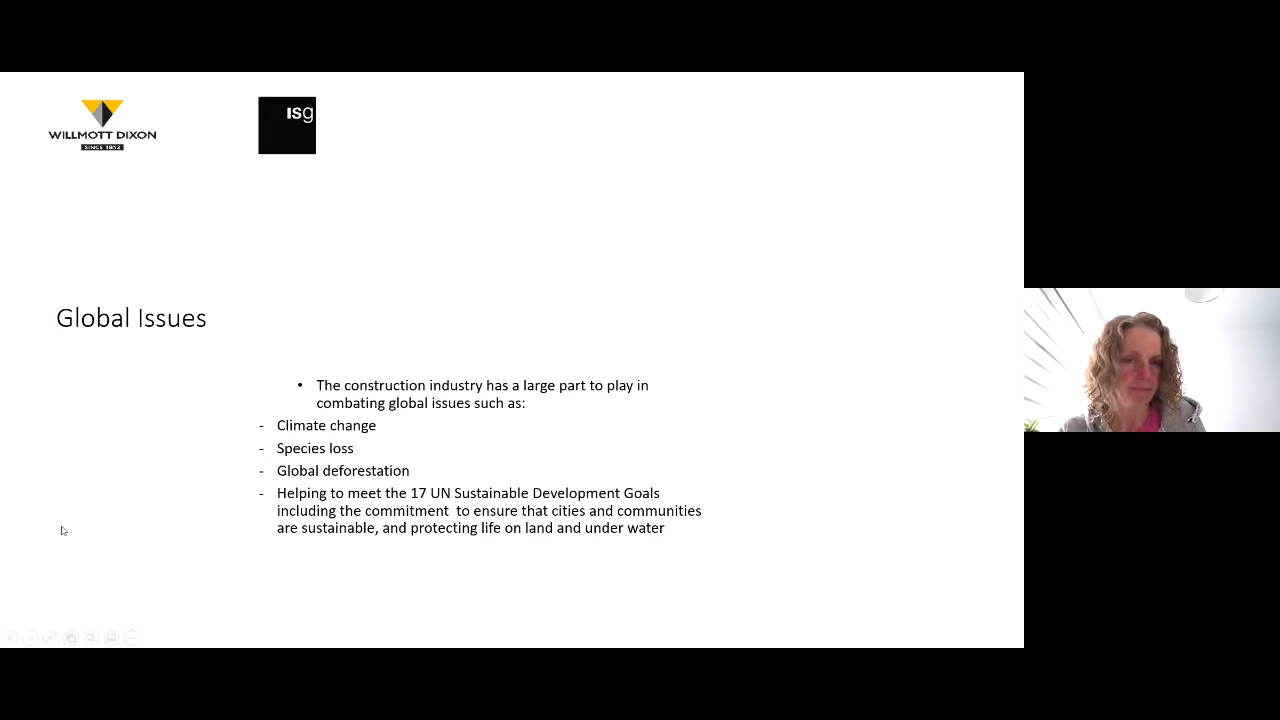 WILLMOTT DIXON
SINCE 1852
ISg
Global Issues
• The construction industry has a large part to play in
combating global issues such as:
- Climate change
- Species loss
- Global deforestation
- Helping to meet the 17 UN Sustainable Development Goals
including the commitment  to ensure that cities and communities
are sustainable, and protecting life on land and under water